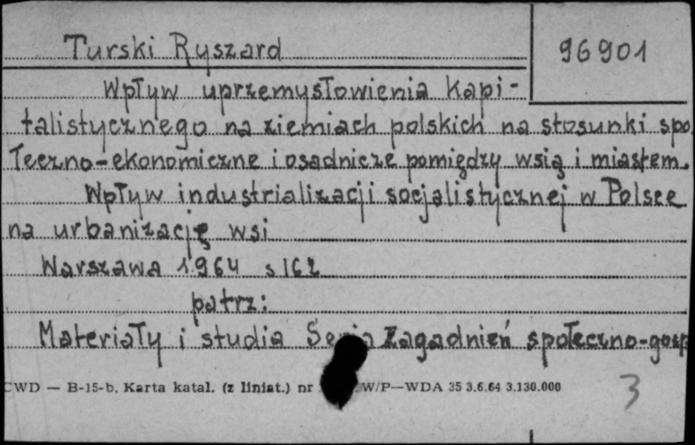 Turski Ryszard
96901
Wpływ uprzemysłowienia kapi-
talistycznego na ziemiach polskich na stosunki spo
łeczno-ekonomiczne i osadnicze pomiędzy wsią i miastem.
Wpływ industrializacji socjalistycznej w Polsce
na urbanizację wsi
Warszawa 1964 s 162
patrz:
Materiały i studia Zagadnień społeczno-gosp
CWD — B-15-b. Karta katal. (z liniat.) nr W/P—WDA 35 3.6.64 3.130.000
3